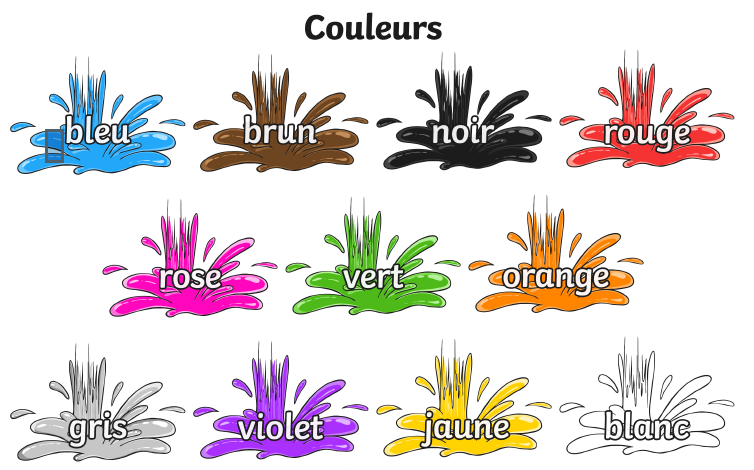 Couleurs
bleu brun noir rouge
rose vert orange
gris violet jaune blanc